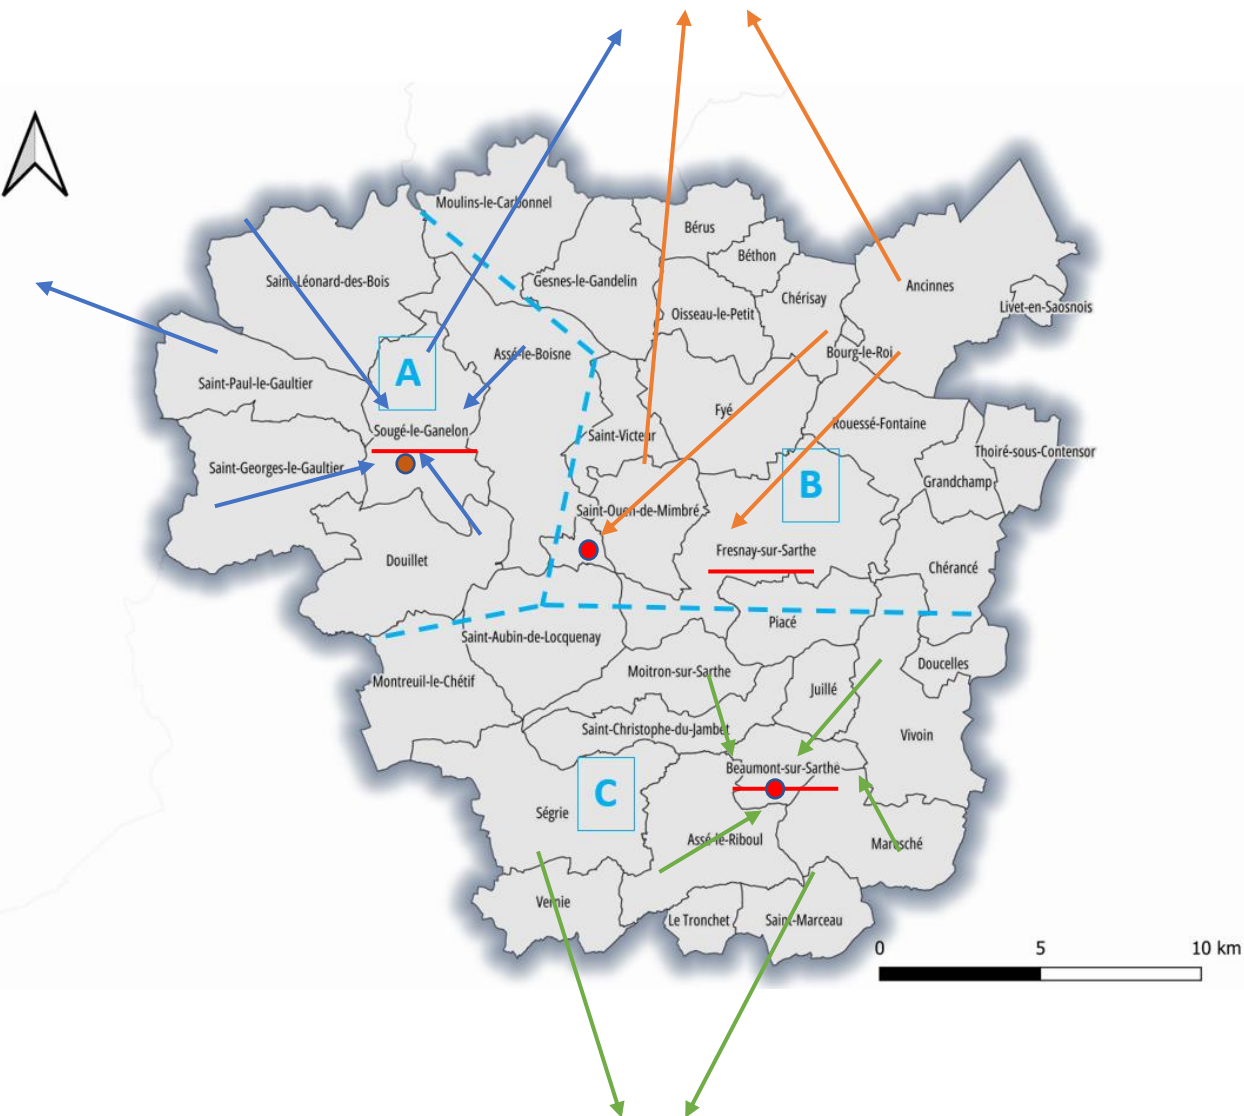 Moulins-le-Carbonnel
Bérus
Béthon
Saint-Léonard-des-Bois
Gesnes-le-Gandelin
Ancinnes
Chérisay
Livet-en-Saosnois
Oisseau-le-Petit
Assé-le-Boisne
Bourg-le-Roi
A
Saint-Paul-le-Gaultier
Fyé
Rouessé-Fontaine
Sougé-le-Ganelon
Saint-Victeur
Thoiré-sous-Contensor
Saint-Georges-le-Gaultier
Grandchamp
B
Saint-Ouen-de-Mimbré
Fresnay-sur-Sarthe
Douillet
Chérancé
Piacé
Saint-Aubin-de-Locquenay
Doucelles
Moitron-sur-Sarthe
Montreuil-le-Chétif
Juillé
Saint-Christophe-du-Jambet
Vivoin
Beaumont-sur-Sarthe
C
Ségrie
Assé-le-Riboul
Maresché
Vernie
Le Tronchet
Saint-Marceau
0 5 10 km